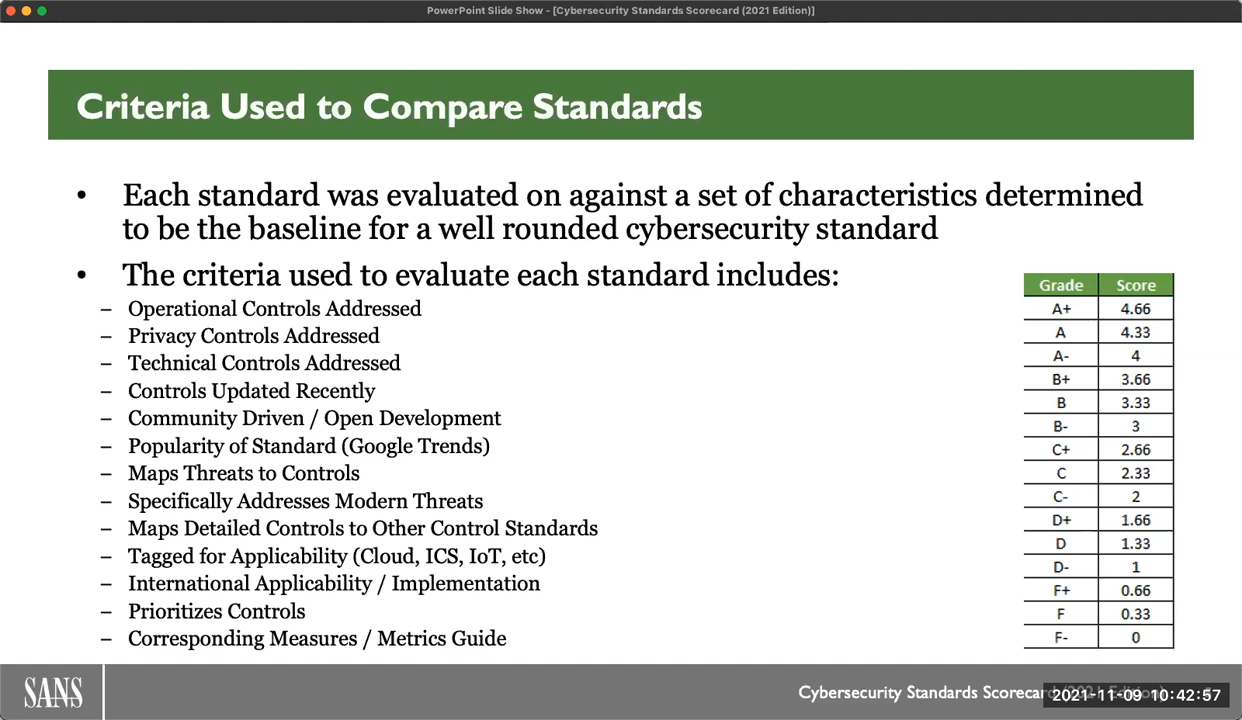 PowerPoint Slide Show - [Cybersecurity Standards Scorecard (2021 Edition)]
Criteria Used to Compare Standards
• Each standard was evaluated on against a set of characteristics determined
to be the baseline for a well rounded cybersecurity standard
• The criteria used to evaluate each standard includes:
– Operational Controls Addressed
– Privacy Controls Addressed
– Technical Controls Addressed
– Controls Updated Recently
– Community Driven / Open Development
– Popularity of Standard (Google Trends)
– Maps Threats to Controls
– Specifically Addresses Modern Threats
– Maps Detailed Controls to Other Control Standards
– Tagged for Applicability (Cloud, ICS, IoT, etc)
– International Applicability / Implementation
– Prioritizes Controls
– Corresponding Measures / Metrics Guide
Grade Score
A+ 4.66
A 4.33
A- 4
B+ 3.66
B 3.33
B- 3
C+ 2.66
C 2.33
C- 2
D+ 1.66
D 1.33
D- 1
F+ 0.66
F 0.33
F- 0
SANS
Cybersecurity Standards Scorecard (2021 Edition)
2021-11-09 10:42:57